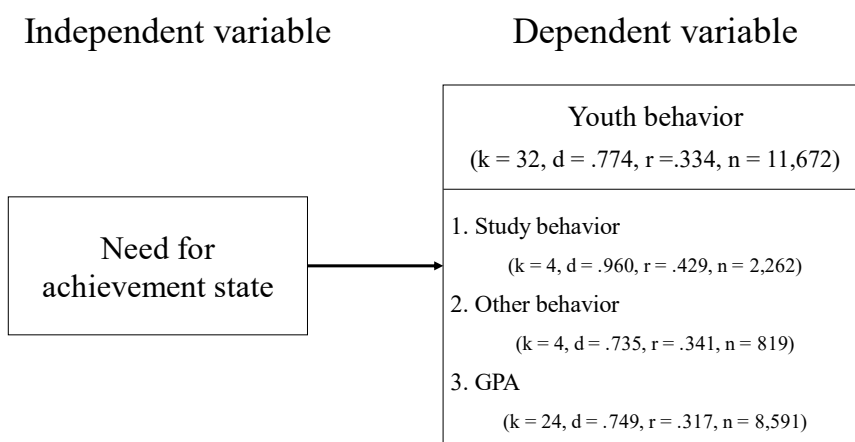 Independent variable
Dependent variable
Youth behavior
(k = 32, d = .774, r =.334, n = 11,672)
Need for
achievement state
1. Study behavior
(k = 4, d = .960, r = .429, n = 2,262)
2. Other behavior
(k = 4, d = .735, r = .341, n = 819)
3. GPA
(k = 24, d = .749, r = .317, n = 8,591)